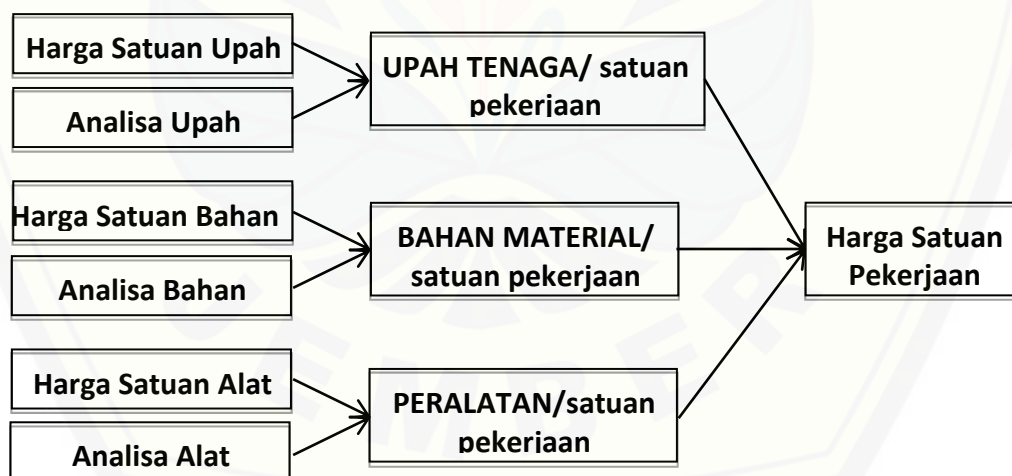 Harga Satuan Upah
Analisa Upah
UPAH TENAGA/ satuan
pekerjaan
Harga Satuan Bahan
Analisa Bahan
BAHAN MATERIAL/
satuan pekerjaan
Harga Satuan Alat
Analisa Alat
PERALATAN/satuan
pekerjaan
Harga Satuan
Pekerjaan
JEMBER